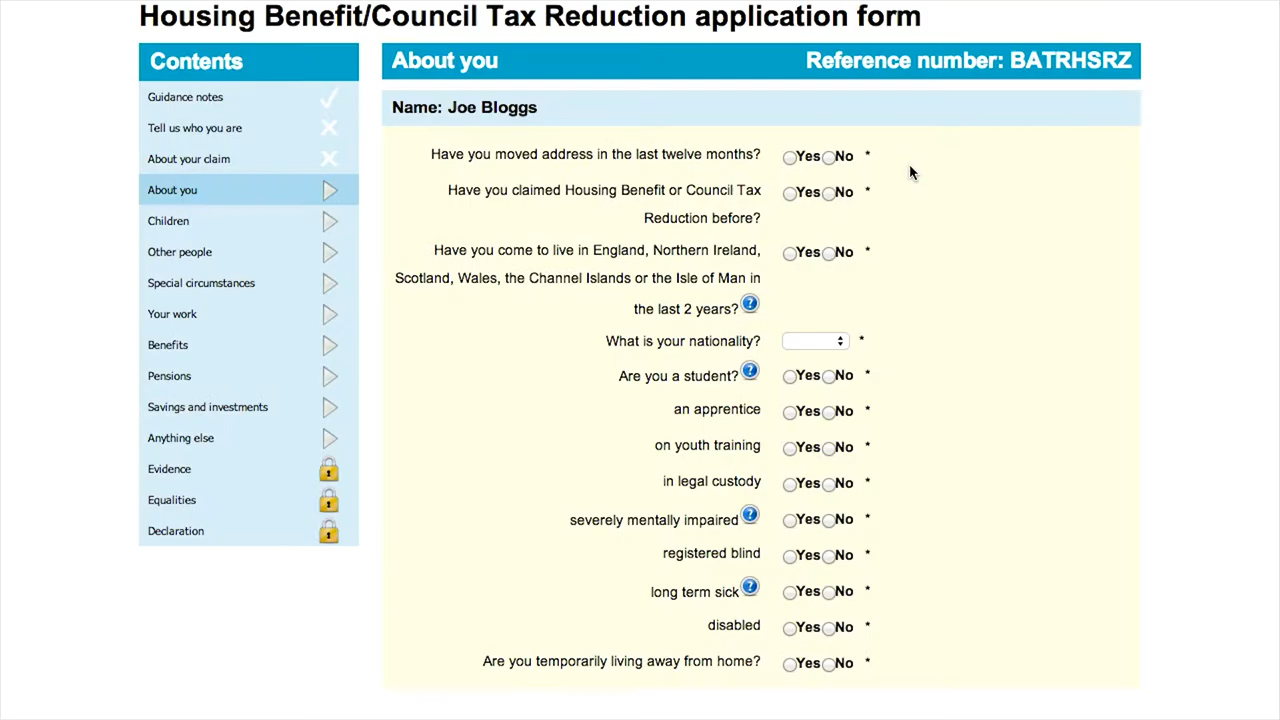 Housing Benefit/Council Tax Reduction application form
Contents
Guidance notes
Tell us who you are
About your claim
About you
Children
Other people
Special circumstances
Your work
Benefits
Pensions
Savings and investments
Anything else
Evidence
Equalities
Declaration
About you Reference number: BATRHSRZ
Name: Joe Bloggs
Have you moved address in the last twelve months? Yes No *
Have you claimed Housing Benefit or Council Tax Yes No *
Reduction before?
Have you come to live in England, Northern Ireland, Yes No *
Scotland, Wales, the Channel Islands or the Isle of Man in
the last 2 years? ?
What is your nationality? *
Are you a student? ? Yes No *
an apprentice Yes No *
on youth training Yes No *
in legal custody Yes No *
severely mentally impaired ? Yes No *
registered blind Yes No *
long term sick ? Yes No *
disabled Yes No *
Are you temporarily living away from home? Yes No *